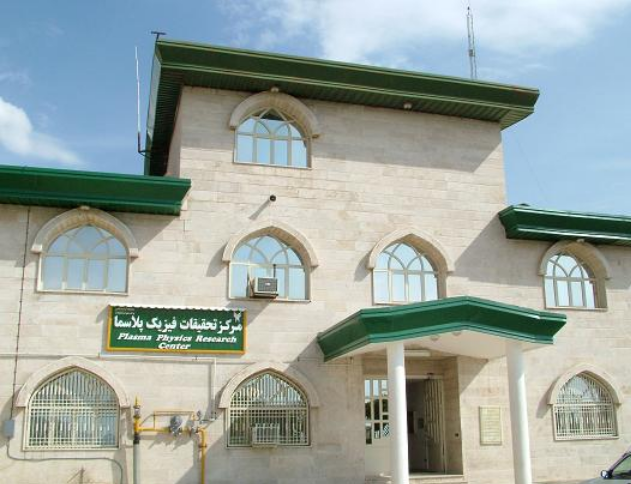 مرکز تحقیقات فیزیک پلاسما
Plasma Physics Research
Center